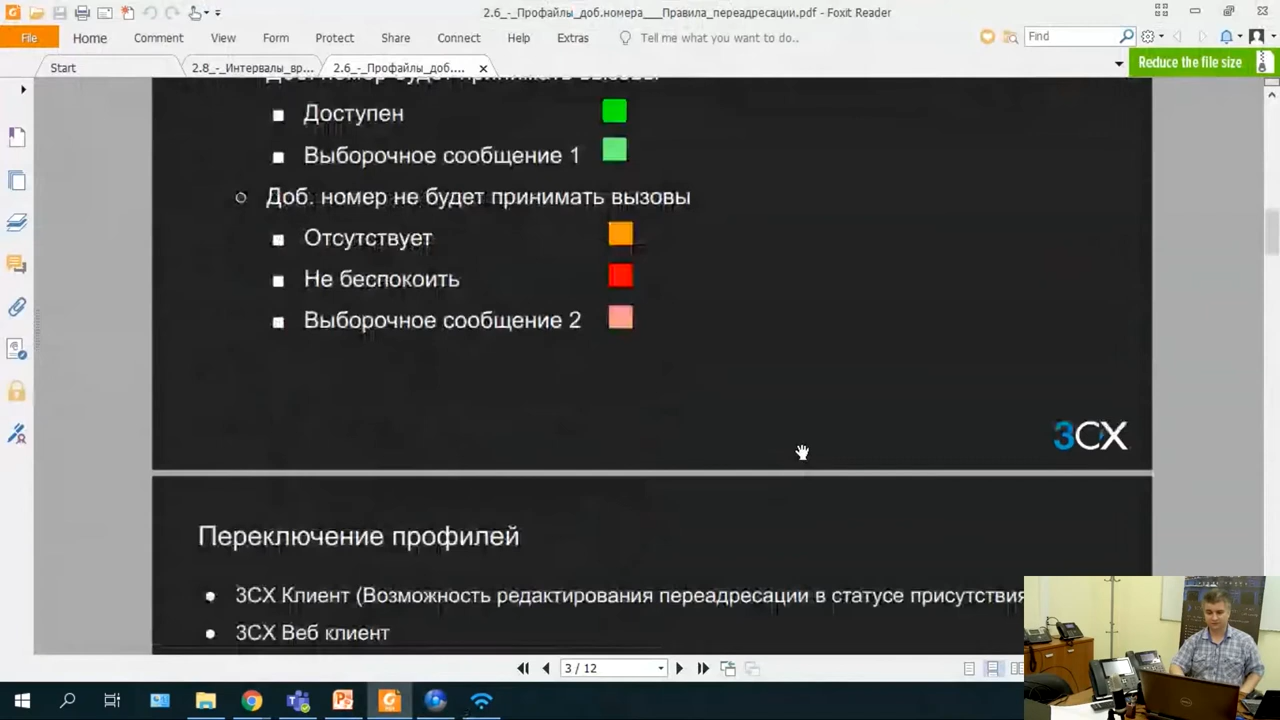 2.6_-_Профайлы_доб.номера___Правила_переадресации.pdf - Foxit Reader
File Home Comment View Form Protect Share Connect Help Extras Tell me what you want to do.. Find
Start 2.8_-_Интервалы_вр... 2.6_-_Профайлы_доб.... Reduce the file size
Доступен
Выборочное сообщение 1
Доб. номер не будет принимать вызовы
Отсутствует
Не беспокоить
Выборочное сообщение 2
3CX
Переключение профилей
3CX Клиент (Возможность редактирования переадресации в статусе присутствия
3CX Веб клиент
3 / 12